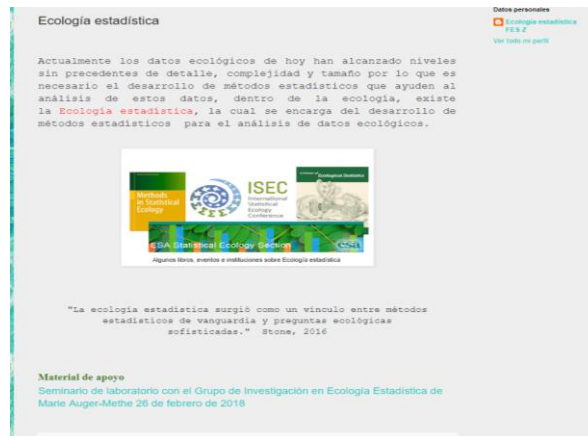 Ecología estadística
Actualmente los datos ecológicos de hoy han alcanzado niveles
sin precedentes de detalle, complejidad y tamaño por lo que es
necesario el desarrollo de métodos estadísticos que ayuden al
análisis de estos datos, dentro de la ecología, existe
la Ecología estadística, la cual se encarga del desarrollo de
métodos estadísticos para el análisis de datos ecológicos.
Methods
in Statistical
Ecology
ISEC
International
Statistical
Ecology
Conference
Ecological Statistics
ESA Statistical Ecology Section
esa
Algunos libros, eventos e instituciones sobre Ecología estadística
"La ecología estadística surgió como un vínculo entre métodos
estadísticos de vanguardia y preguntas ecológicas
sofisticadas." Stone, 2016
Material de apoyo
Seminario de laboratorio con el Grupo de Investigación en Ecología Estadística de
Marie Auger-Methe 26 de febrero de 2018
Datos personales
Ecología estadística
FES Z
Ver todo mi perfil